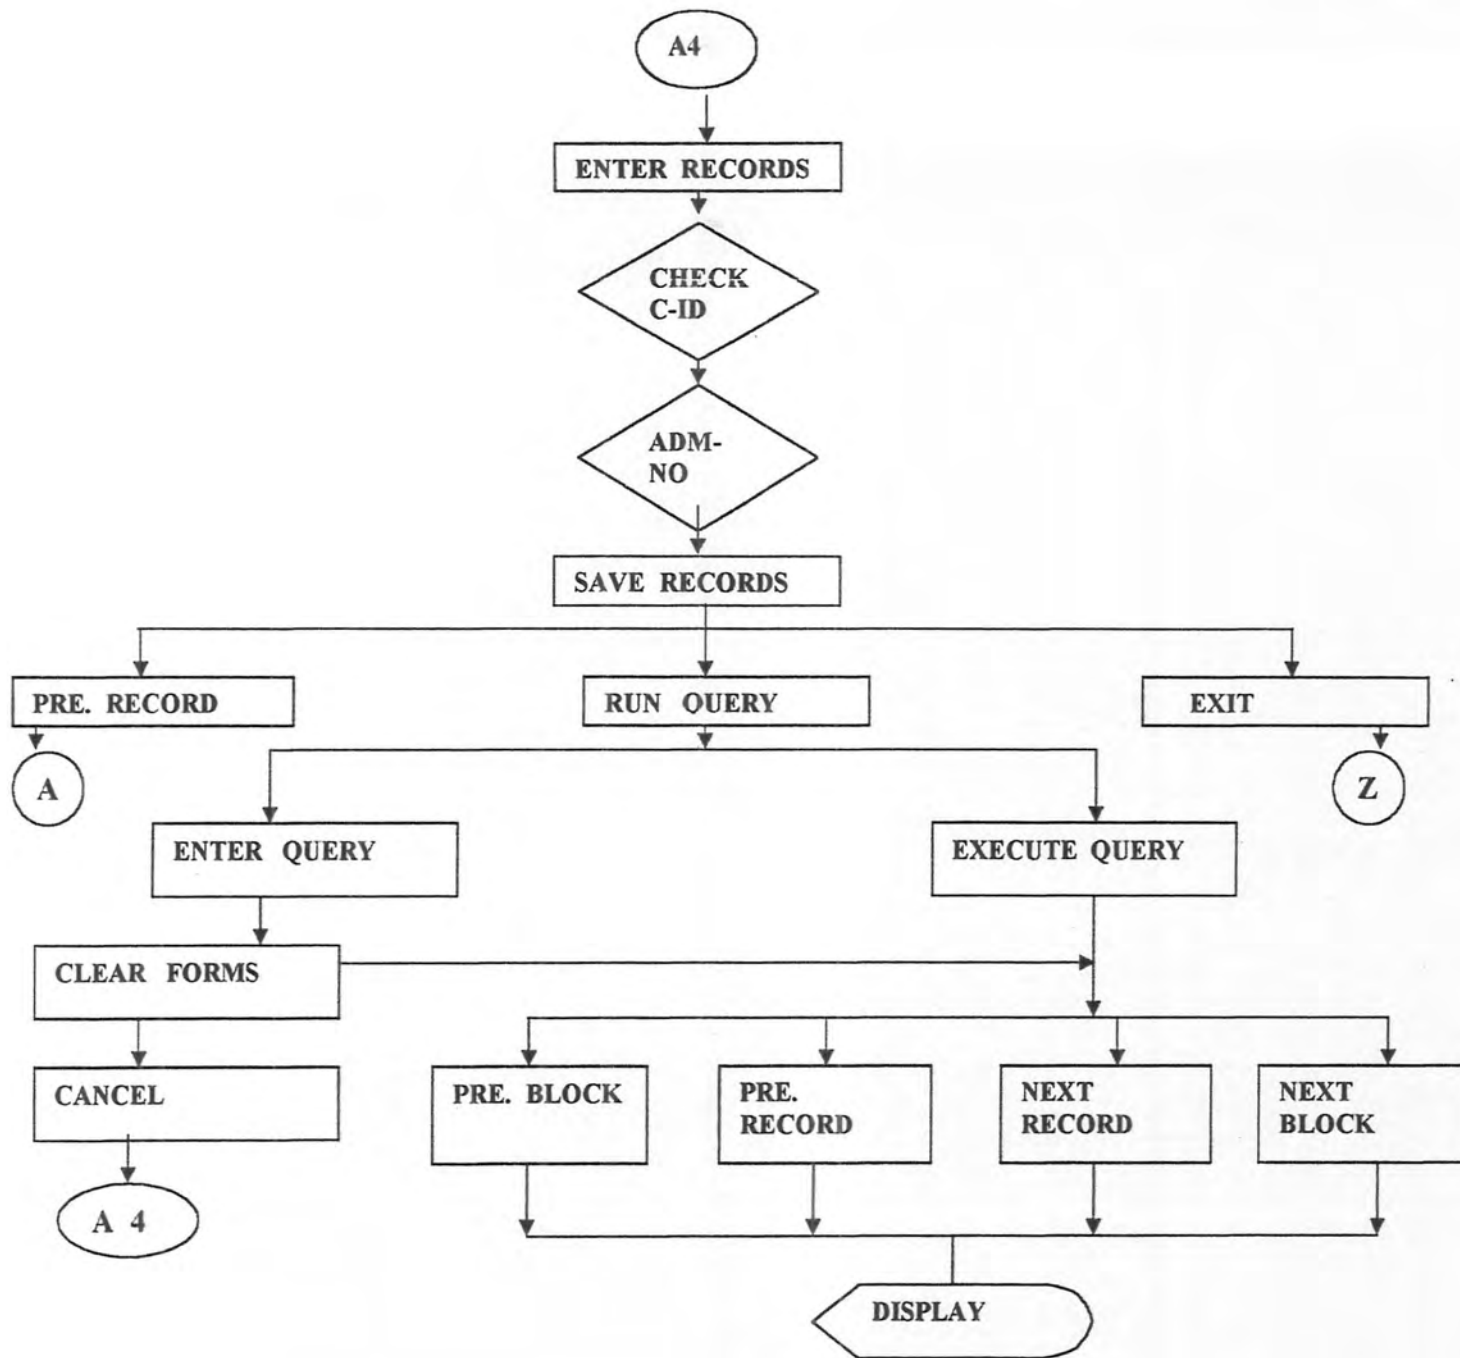 A4
ENTER RECORDS
CHECK
C-ID
ADM-
NO
SAVE RECORDS
PRE. RECORD
RUN QUERY
EXIT
A
Z
ENTER QUERY
EXECUTE QUERY
CLEAR FORMS
CANCEL
PRE. BLOCK
PRE.
RECORD
NEXT
RECORD
NEXT
BLOCK
A 4
DISPLAY